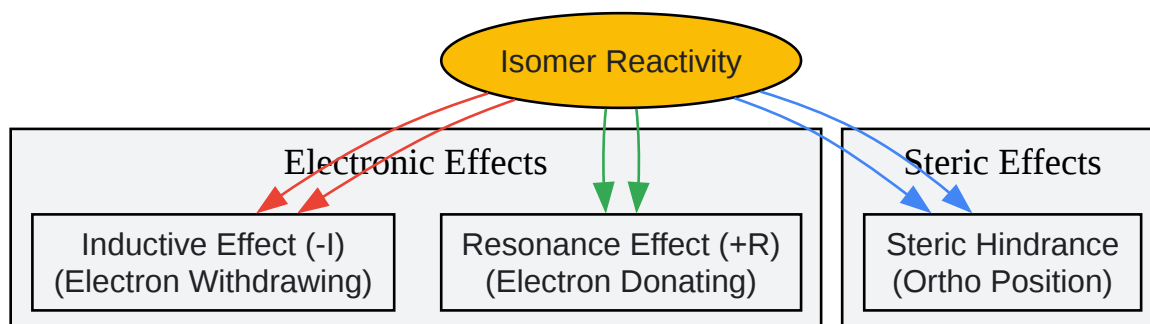 Isomer Reactivity
Electronic Effects
Steric Effects
Inductive Effect (-I)
(Electron Withdrawing)
Resonance Effect (+R)
(Electron Donating)
Steric Hindrance
(Ortho Position)